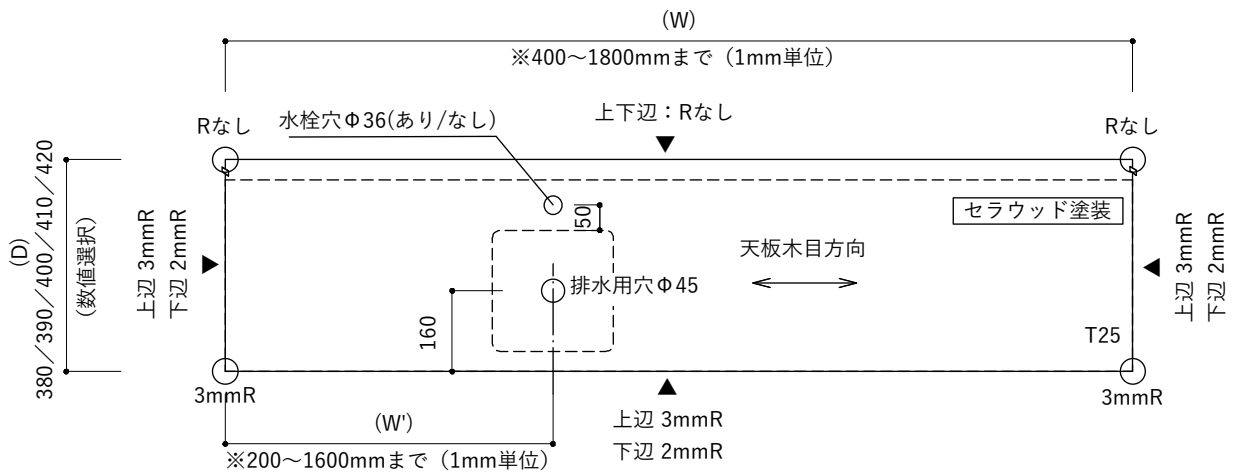 (W)
※400～1800mmまで（1mm単位）
水栓穴Φ36(あり/なし)
上下辺：Rなし
Rなし
Rなし
(D)
380／390／400／410／420
(数値選択)
上辺 3mmR
下辺 2mmR
50
セラウッド塗装
天板木目方向
排水用穴Φ45
160
T25
上辺 3mmR
下辺 2mmR
3mmR
3mmR
(W')
※200～1600mmまで（1mm単位）
上辺 3mmR
下辺 2mmR